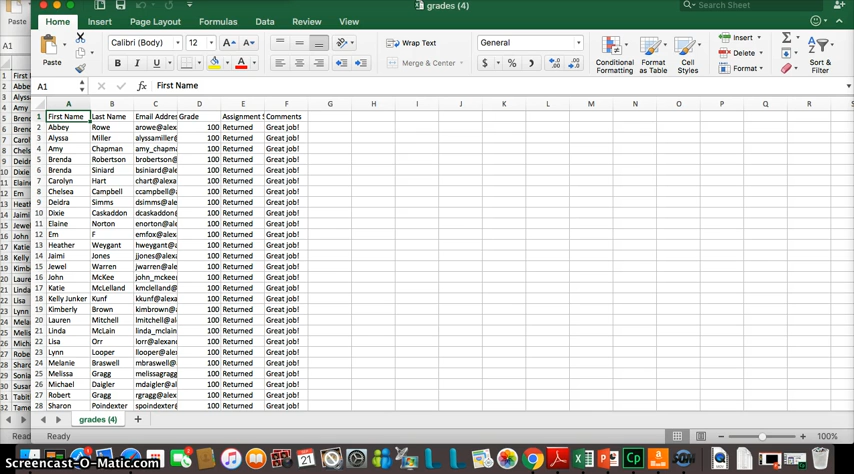 grades (4)
Search Sheet
Home Insert Page Layout Formulas Data Review View
Paste
Calibri (Body) 12 A A
B I U
Wrap Text
Merge & Center
General
$ % )
Conditional Formatting
Format as Table
Cell Styles
Insert
Delete
Format
Sort & Filter
A1 fx First Name
A B C D E F G H I J K L M N O P Q R
1 First Name Last Name Email Addres Grade Assignment S Comments
2 Abbey Rowe arowe@alex 100 Returned Great job!
3 Alyssa Miller alyssamiller@ 100 Returned Great job!
4 Amy Chapman amy_chapma 100 Returned Great job!
5 Brenda Robertson brobertson@ 100 Returned Great job!
6 Brenda Siniard bsiniard@ale 100 Returned Great job!
7 Carolyn Hart chart@alexa 100 Returned Great job!
8 Chelsea Campbell ccampbell@a 100 Returned Great job!
9 Deidra Simms dsimms@alex 100 Returned Great job!
10 Dixie Caskaddon dcaskaddon@ 100 Returned Great job!
11 Elaine Norton enorton@ale 100 Returned Great job!
12 Em F emfox@alex 100 Returned Great job!
13 Heather Weygant hweygant@a 100 Returned Great job!
14 Jaimi Jones jjones@alex 100 Returned Great job!
15 Jewel Warren jwarren@ale 100 Returned Great job!
16 John McKee john_mckee 100 Returned Great job!
17 Katie McLelland kmclelland@ 100 Returned Great job!
18 Kelly Junker Kunf kkunf@alexa 100 Returned Great job!
19 Kimberly Brown kimbrown@a 100 Returned Great job!
20 Lauren Mitchell lmitchell@al 100 Returned Great job!
21 Linda McLain linda_mclain 100 Returned Great job!
22 Lisa Orr lorr@alexan 100 Returned Great job!
23 Lynn Looper llooper@alex 100 Returned Great job!
24 Melanie Braswell mbraswell@ 100 Returned Great job!
25 Melissa Gragg melissagragg 100 Returned Great job!
26 Michael Daigler mdaigler@al 100 Returned Great job!
27 Robert Gragg rgragg@alex 100 Returned Great job!
28 Sharon Poindexter spoindexter@ 100 Returned Great job!
grades (4) +
Ready
100%
Screencast-O-Matic.com